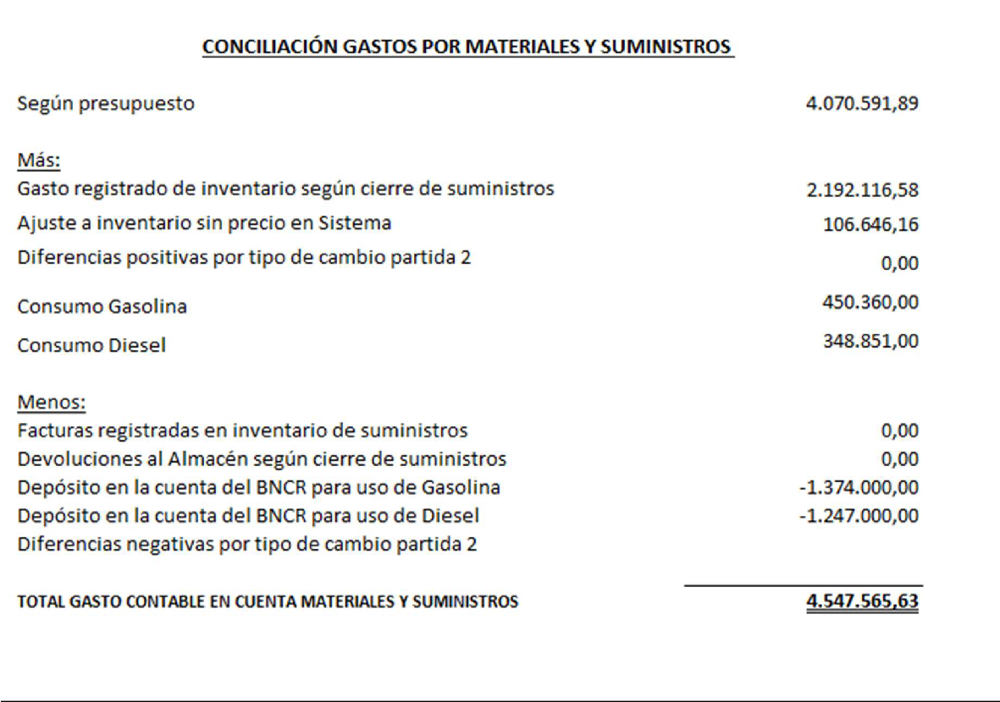 CONCILIACIÓN GASTOS POR MATERIALES Y SUMINISTROS
Según presupuesto 4.070.591,89
Más:
Gasto registrado de inventario según cierre de suministros 2.192.116,58
Ajuste a inventario sin precio en Sistema 106.646,16
Diferencias positivas por tipo de cambio partida 2 0,00
Consumo Gasolina 450.360,00
Consumo Diesel 348.851,00
Menos:
Facturas registradas en inventario de suministros 0,00
Devoluciones al Almacén según cierre de suministros 0,00
Depósito en la cuenta del BNCR para uso de Gasolina -1.374.000,00
Depósito en la cuenta del BNCR para uso de Diesel -1.247.000,00
Diferencias negativas por tipo de cambio partida 2
TOTAL GASTO CONTABLE EN CUENTA MATERIALES Y SUMINISTROS 4.547.565,63